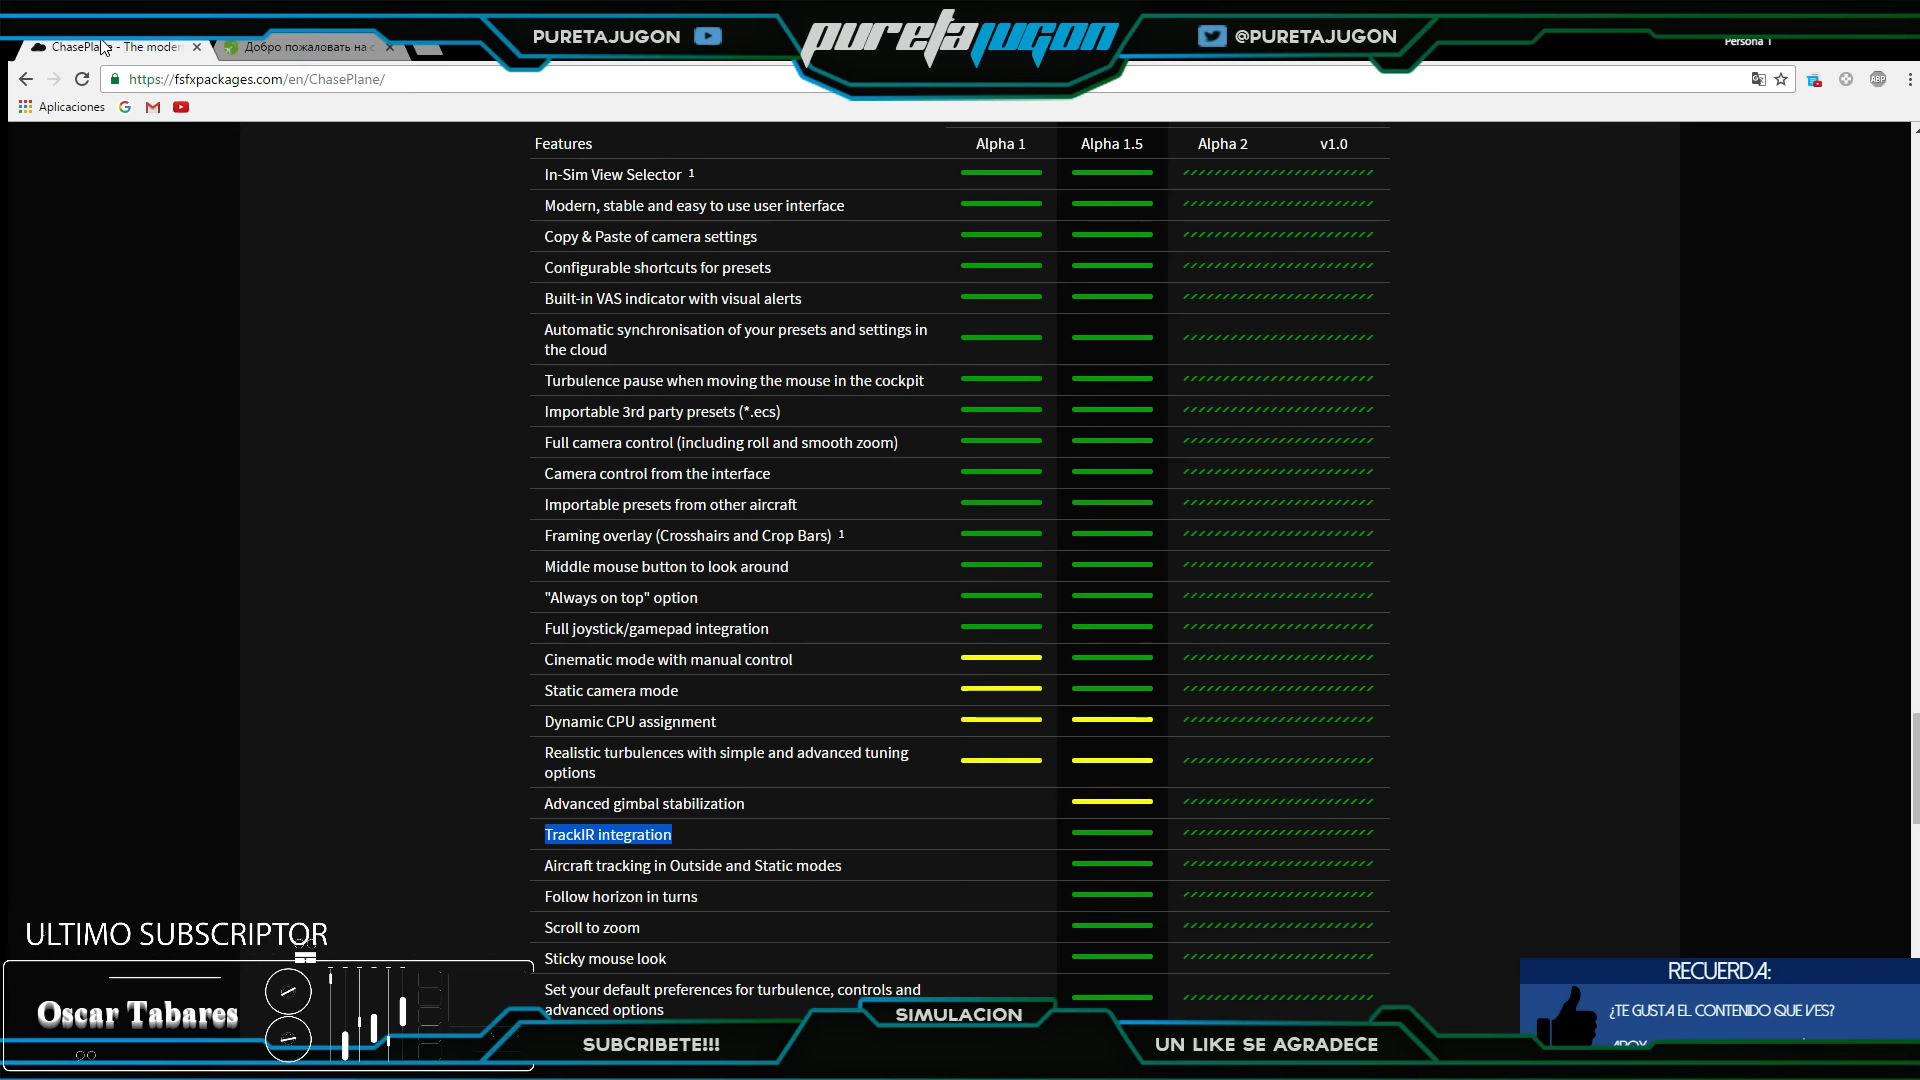 PURETAJUGON
puretajugon
@PURETAJUGON
Persona 1
ChasePla - The moder
Добро пожаловать на с
https://fsfxpackages.com/en/ChasePlane/
ABP
Aplicaciones
Features Alpha 1 Alpha 1.5 Alpha 2 v1.0
In-Sim View Selector 1
Modern, stable and easy to use user interface
Copy & Paste of camera settings
Configurable shortcuts for presets
Built-in VAS indicator with visual alerts
Automatic synchronisation of your presets and settings in
the cloud
Turbulence pause when moving the mouse in the cockpit
Importable 3rd party presets (*.ecs)
Full camera control (including roll and smooth zoom)
Camera control from the interface
Importable presets from other aircraft
Framing overlay (Crosshairs and Crop Bars) 1
Middle mouse button to look around
"Always on top" option
Full joystick/gamepad integration
Cinematic mode with manual control
Static camera mode
Dynamic CPU assignment
Realistic turbulences with simple and advanced tuning
options
Advanced gimbal stabilization
TrackIR integration
Aircraft tracking in Outside and Static modes
Follow horizon in turns
Scroll to zoom
Sticky mouse look
Set your default preferences for turbulence, controls and
advanced options
ULTIMO SUBSCRIPTOR
Oscar Tabares
RECUERDA:
¿TE GUSTA EL CONTENIDO QUE VES?
SIMULACION
SUBCRIBETE!!!
UN LIKE SE AGRADECE